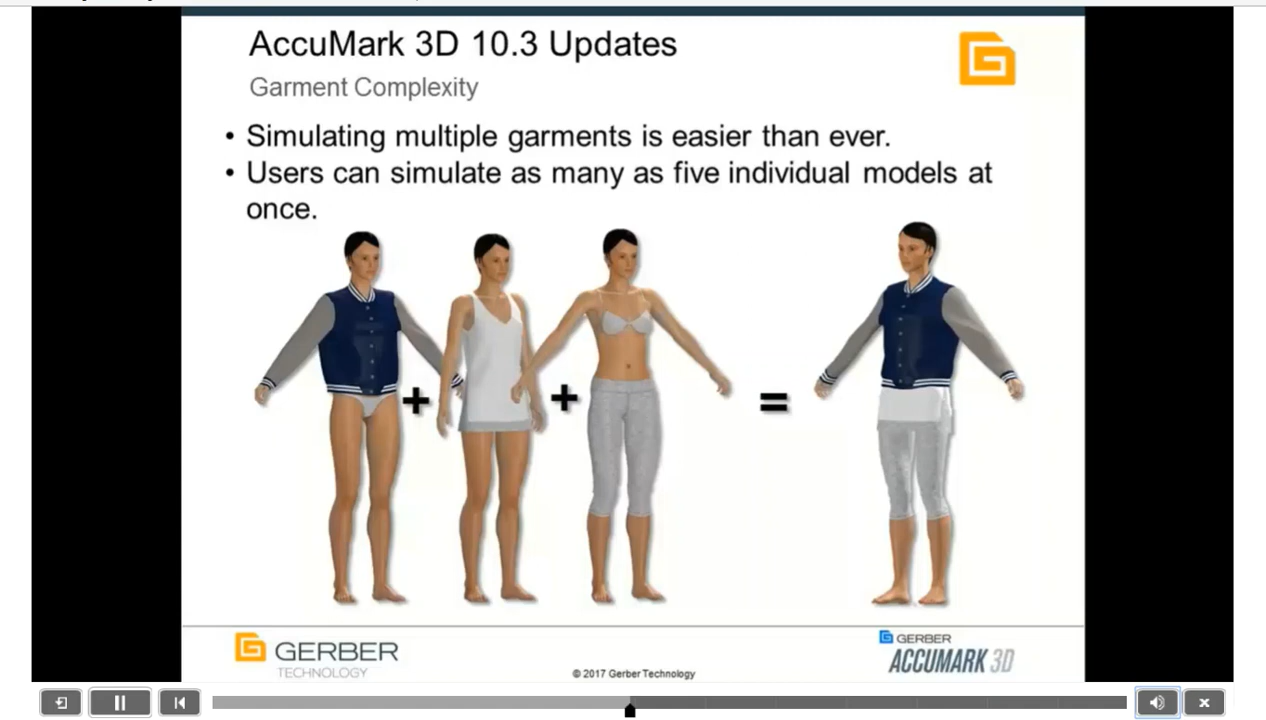 AccuMark 3D 10.3 Updates
Garment Complexity
• Simulating multiple garments is easier than ever.
• Users can simulate as many as five individual models at
once.
+ + =
GERBER
TECHNOLOGY
© 2017 Gerber Technology
GERBER
ACCUMARK 3D